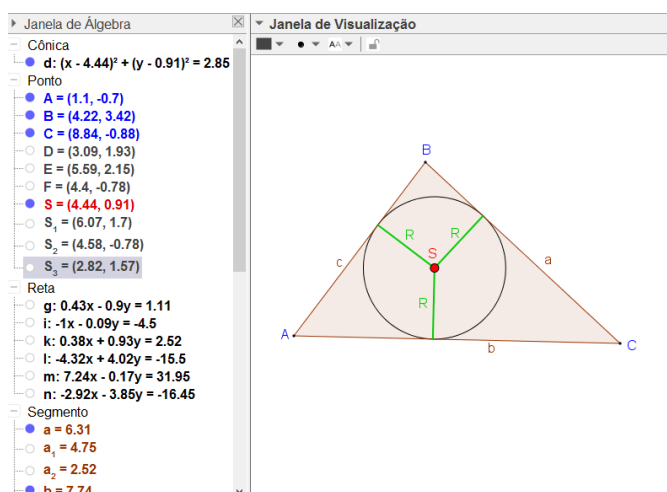 Janela de Álgebra
Cônica
d: (x - 4.44)² + (y - 0.91)² = 2.85
Ponto
A = (1.1, -0.7)
B = (4.22, 3.42)
C = (8.84, -0.88)
D = (3.09, 1.93)
E = (5.59, 2.15)
F = (4.4, -0.78)
S = (4.44, 0.91)
S₁ = (6.07, 1.7)
S₂ = (4.58, -0.78)
S₃ = (2.82, 1.57)
Reta
g: 0.43x - 0.9y = 1.11
i: -1x - 0.09y = -4.5
k: 0.38x + 0.93y = 2.52
l: -4.32x + 4.02y = -15.5
m: 7.24x - 0.17y = 31.95
n: -2.92x - 3.85y = -16.45
Segmento
a = 6.31
a₁ = 4.75
a₂ = 2.52
b = 7.74
Janela de Visualização
AA
B
R
R
S
c
a
R
A
b
C